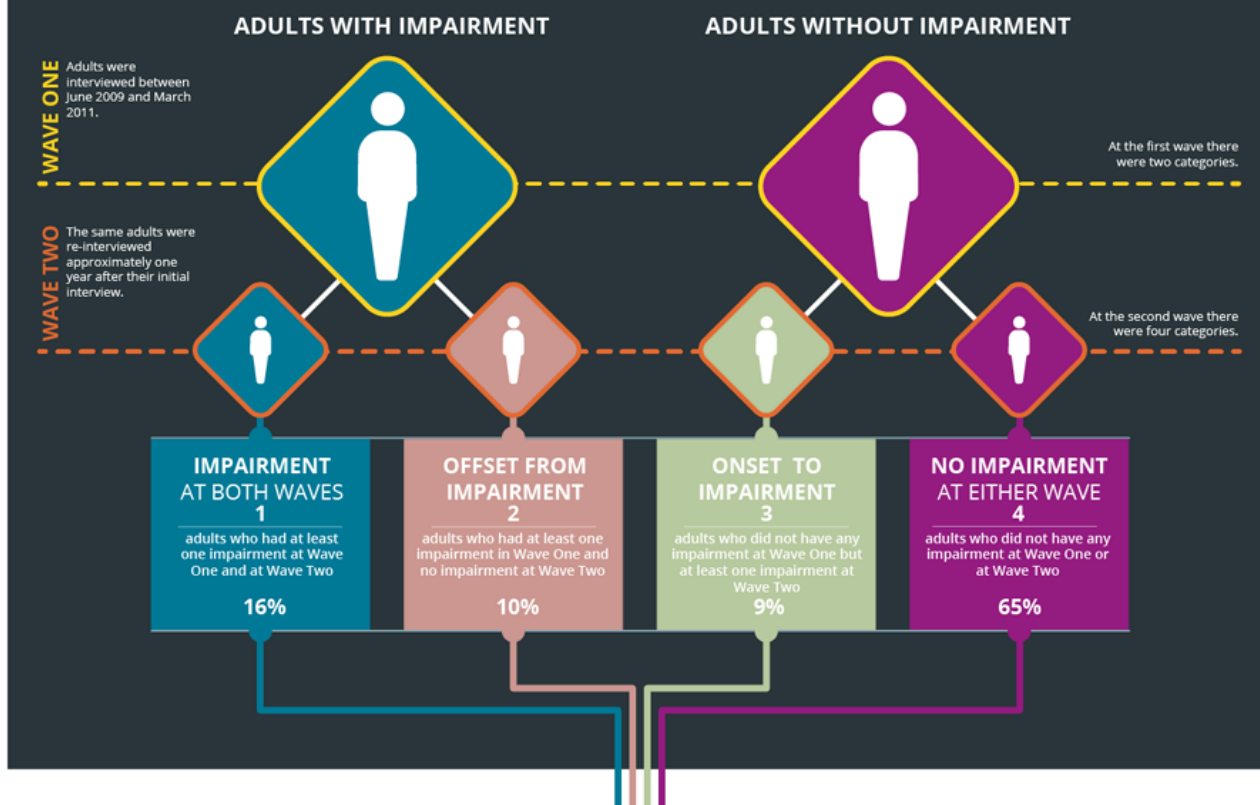 ADULTS WITH IMPAIRMENT
ADULTS WITHOUT IMPAIRMENT
WAVE ONE
Adults were
interviewed between
June 2009 and March
2011.
At the first wave there
were two categories.
WAVE TWO
The same adults were
re-interviewed
approximately one
year after their initial
interview.
At the second wave there
were four categories.
IMPAIRMENT
AT BOTH WAVES
1
adults who had at least
one impairment at Wave
One and at Wave Two
16%
OFFSET FROM
IMPAIRMENT
2
adults who had at least one
impairment in Wave One and
no impairment at Wave Two
10%
ONSET TO
IMPAIRMENT
3
adults who did not have any
impairment at Wave One but
at least one impairment at
Wave Two
9%
NO IMPAIRMENT
AT EITHER WAVE
4
adults who did not have any
impairment at Wave One or
at Wave Two
65%